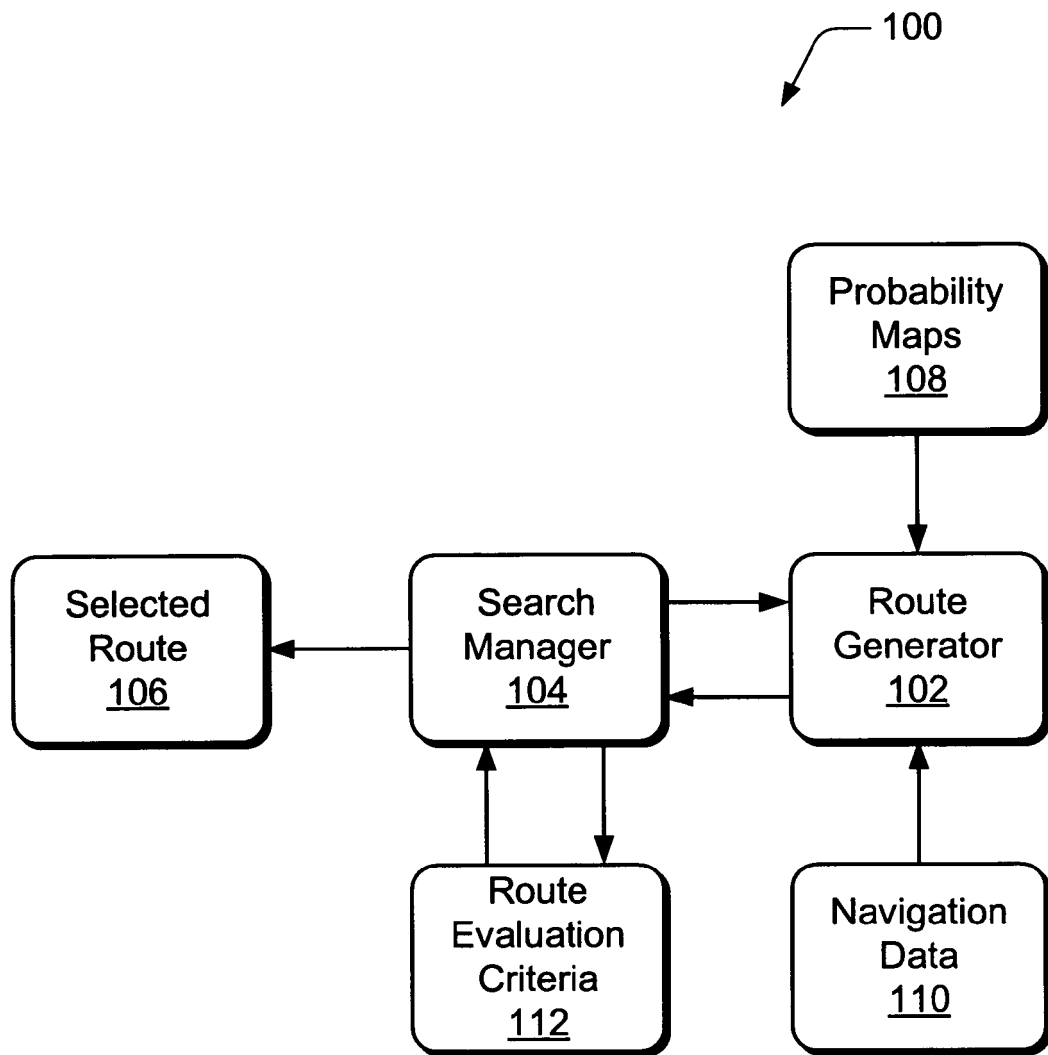 100
Probability
Maps
108
Selected
Route
106
Search
Manager
104
Route
Generator
102
Route
Evaluation
Criteria
112
Navigation
Data
110